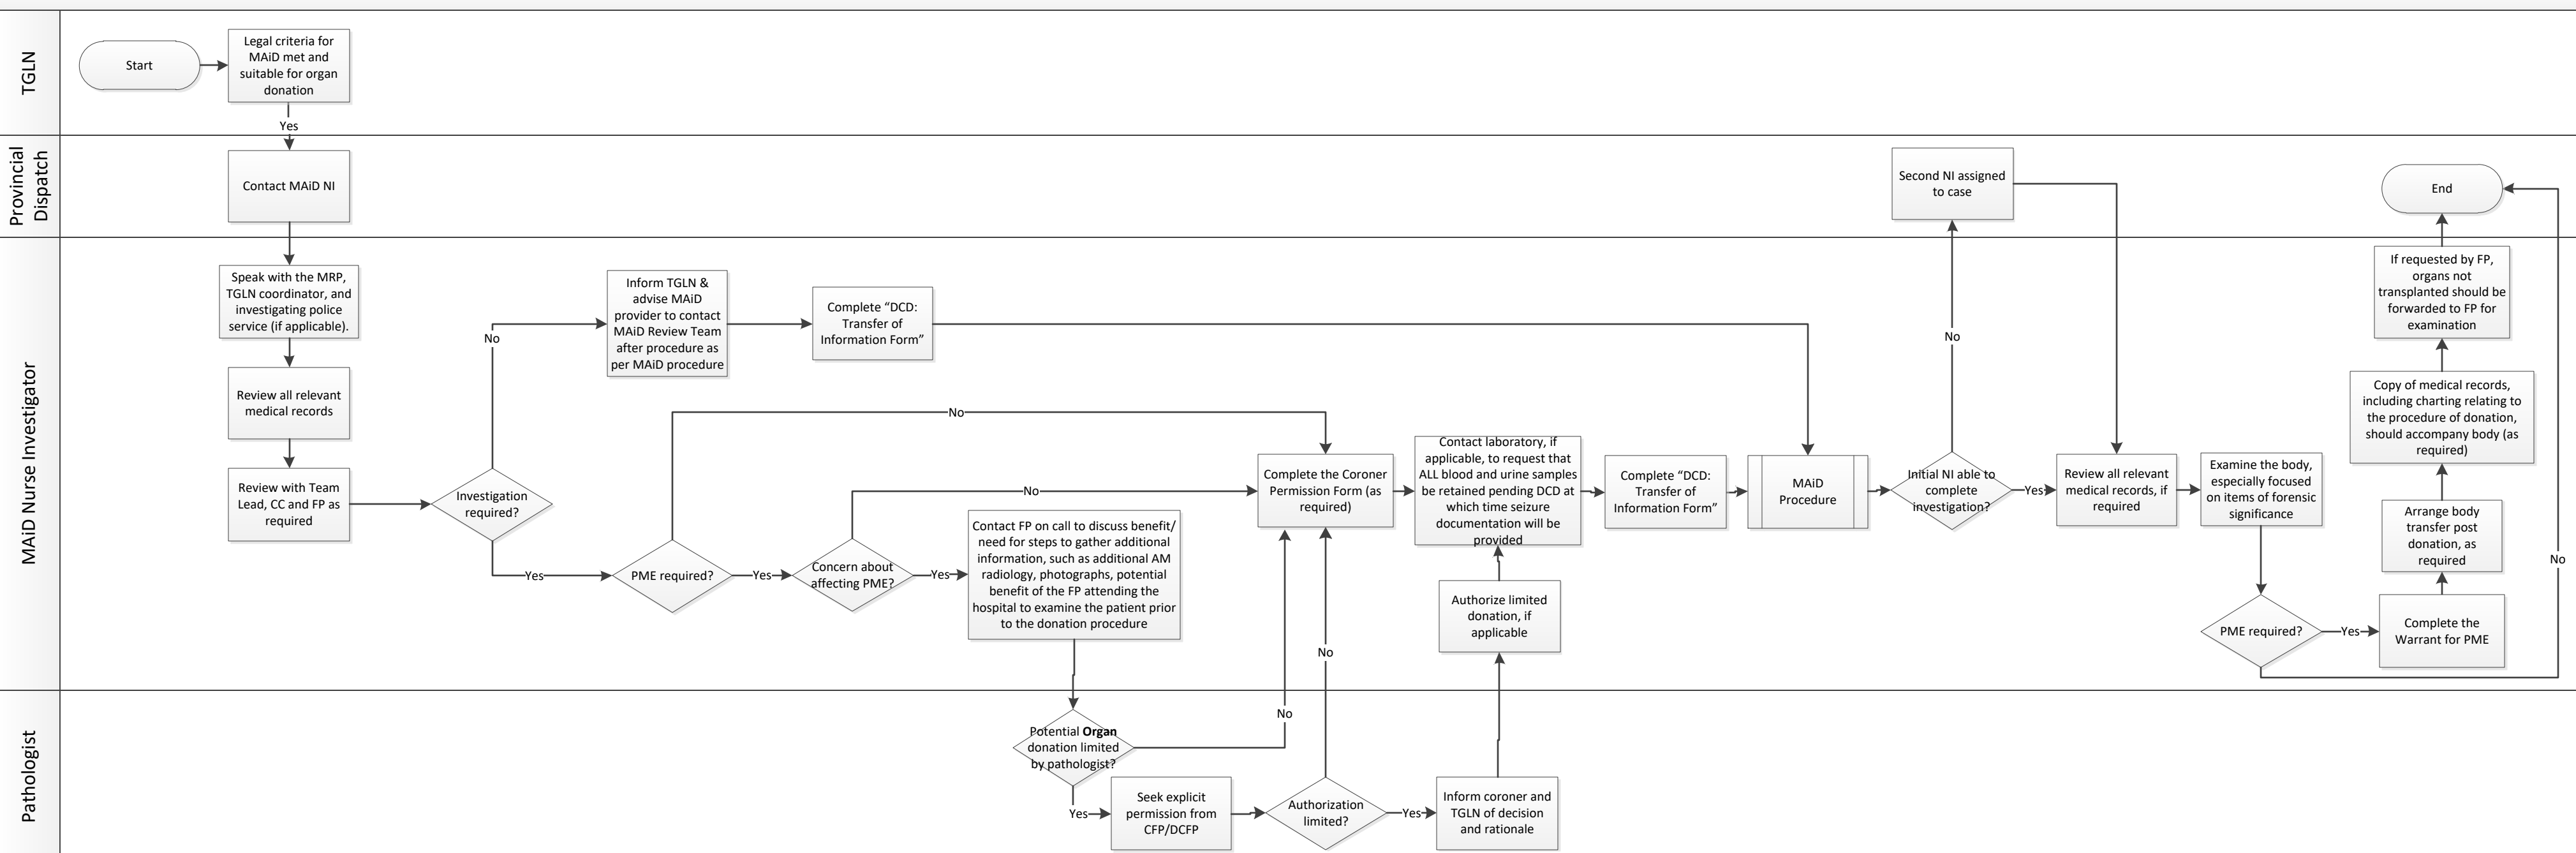 TGLN
Start
Legal criteria for
MAiD met and
suitable for organ
donation
Yes
Provincial
Dispatch
Contact MAiD NI
Second NI assigned
to case
End
MAiD Nurse Investigator
Speak with the MRP,
TGLN coordinator, and
investigating police
service (if applicable).
Review all relevant
medical records
Review with Team
Lead, CC and FP as
required
Investigation
required?
No
Inform TGLN &
advise MAiD
provider to contact
MAiD Review Team
after procedure as
per MAiD procedure
Complete “DCD:
Transfer of
Information Form”
Yes
PME required?
No
Yes
Concern about
affecting PME?
No
Yes
Contact FP on call to discuss benefit/
need for steps to gather additional
information, such as additional AM
radiology, photographs, potential
benefit of the FP attending the
hospital to examine the patient prior
to the donation procedure
Complete the Coroner
Permission Form (as
required)
Contact laboratory, if
applicable, to request that
ALL blood and urine samples
be retained pending DCD at
which time seizure
documentation will be
provided
Authorize limited
donation, if
applicable
Complete “DCD:
Transfer of
Information Form”
MAiD
Procedure
Initial NI able to
complete
investigation?
No
Yes
Review all relevant
medical records, if
required
Examine the body,
especially focused
on items of forensic
significance
PME required?
Yes
No
Complete the
Warrant for PME
Arrange body
transfer post
donation, as
required
Copy of medical records,
including charting relating to
the procedure of donation,
should accompany body (as
required)
If requested by FP,
organs not
transplanted should be
forwarded to FP for
examination
Pathologist
Potential Organ
donation limited
by pathologist?
No
Yes
Seek explicit
permission from
CFP/DCFP
Authorization
limited?
No
Yes
Inform coroner and
TGLN of decision
and rationale